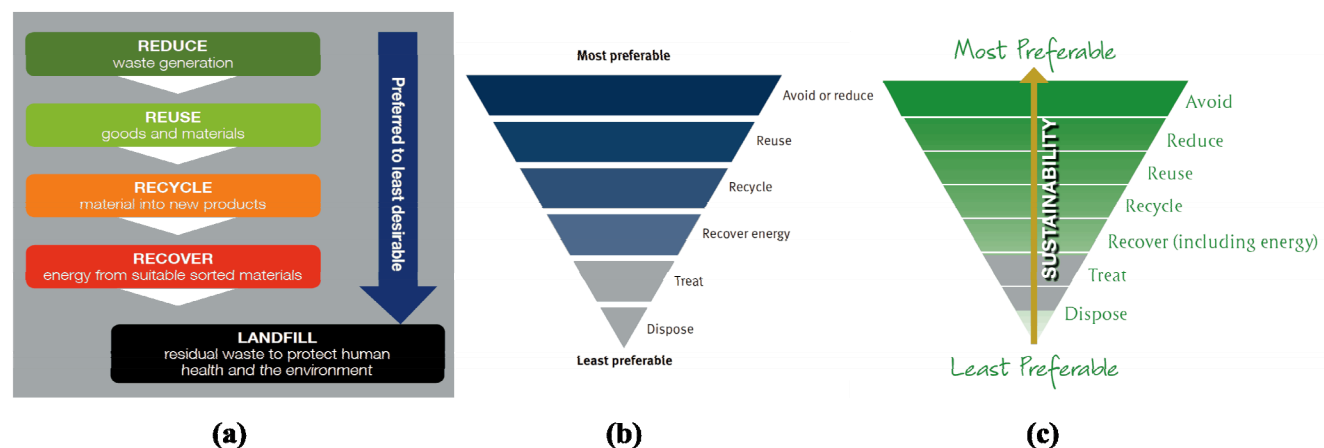 REDUCE
waste generation
REUSE
goods and materials
RECYCLE
material into new products
RECOVER
energy from suitable sorted materials
LANDFILL
residual waste to protect human
health and the environment
Preferred to least desirable
(a)
Most preferable
Avoid or reduce
Reuse
Recycle
Recover energy
Treat
Dispose
Least preferable
(b)
Most Preferable
Avoid
Reduce
Reuse
Recycle
Recover (including energy)
Treat
Dispose
SUSTAINABILITY
Least Preferable
(c)